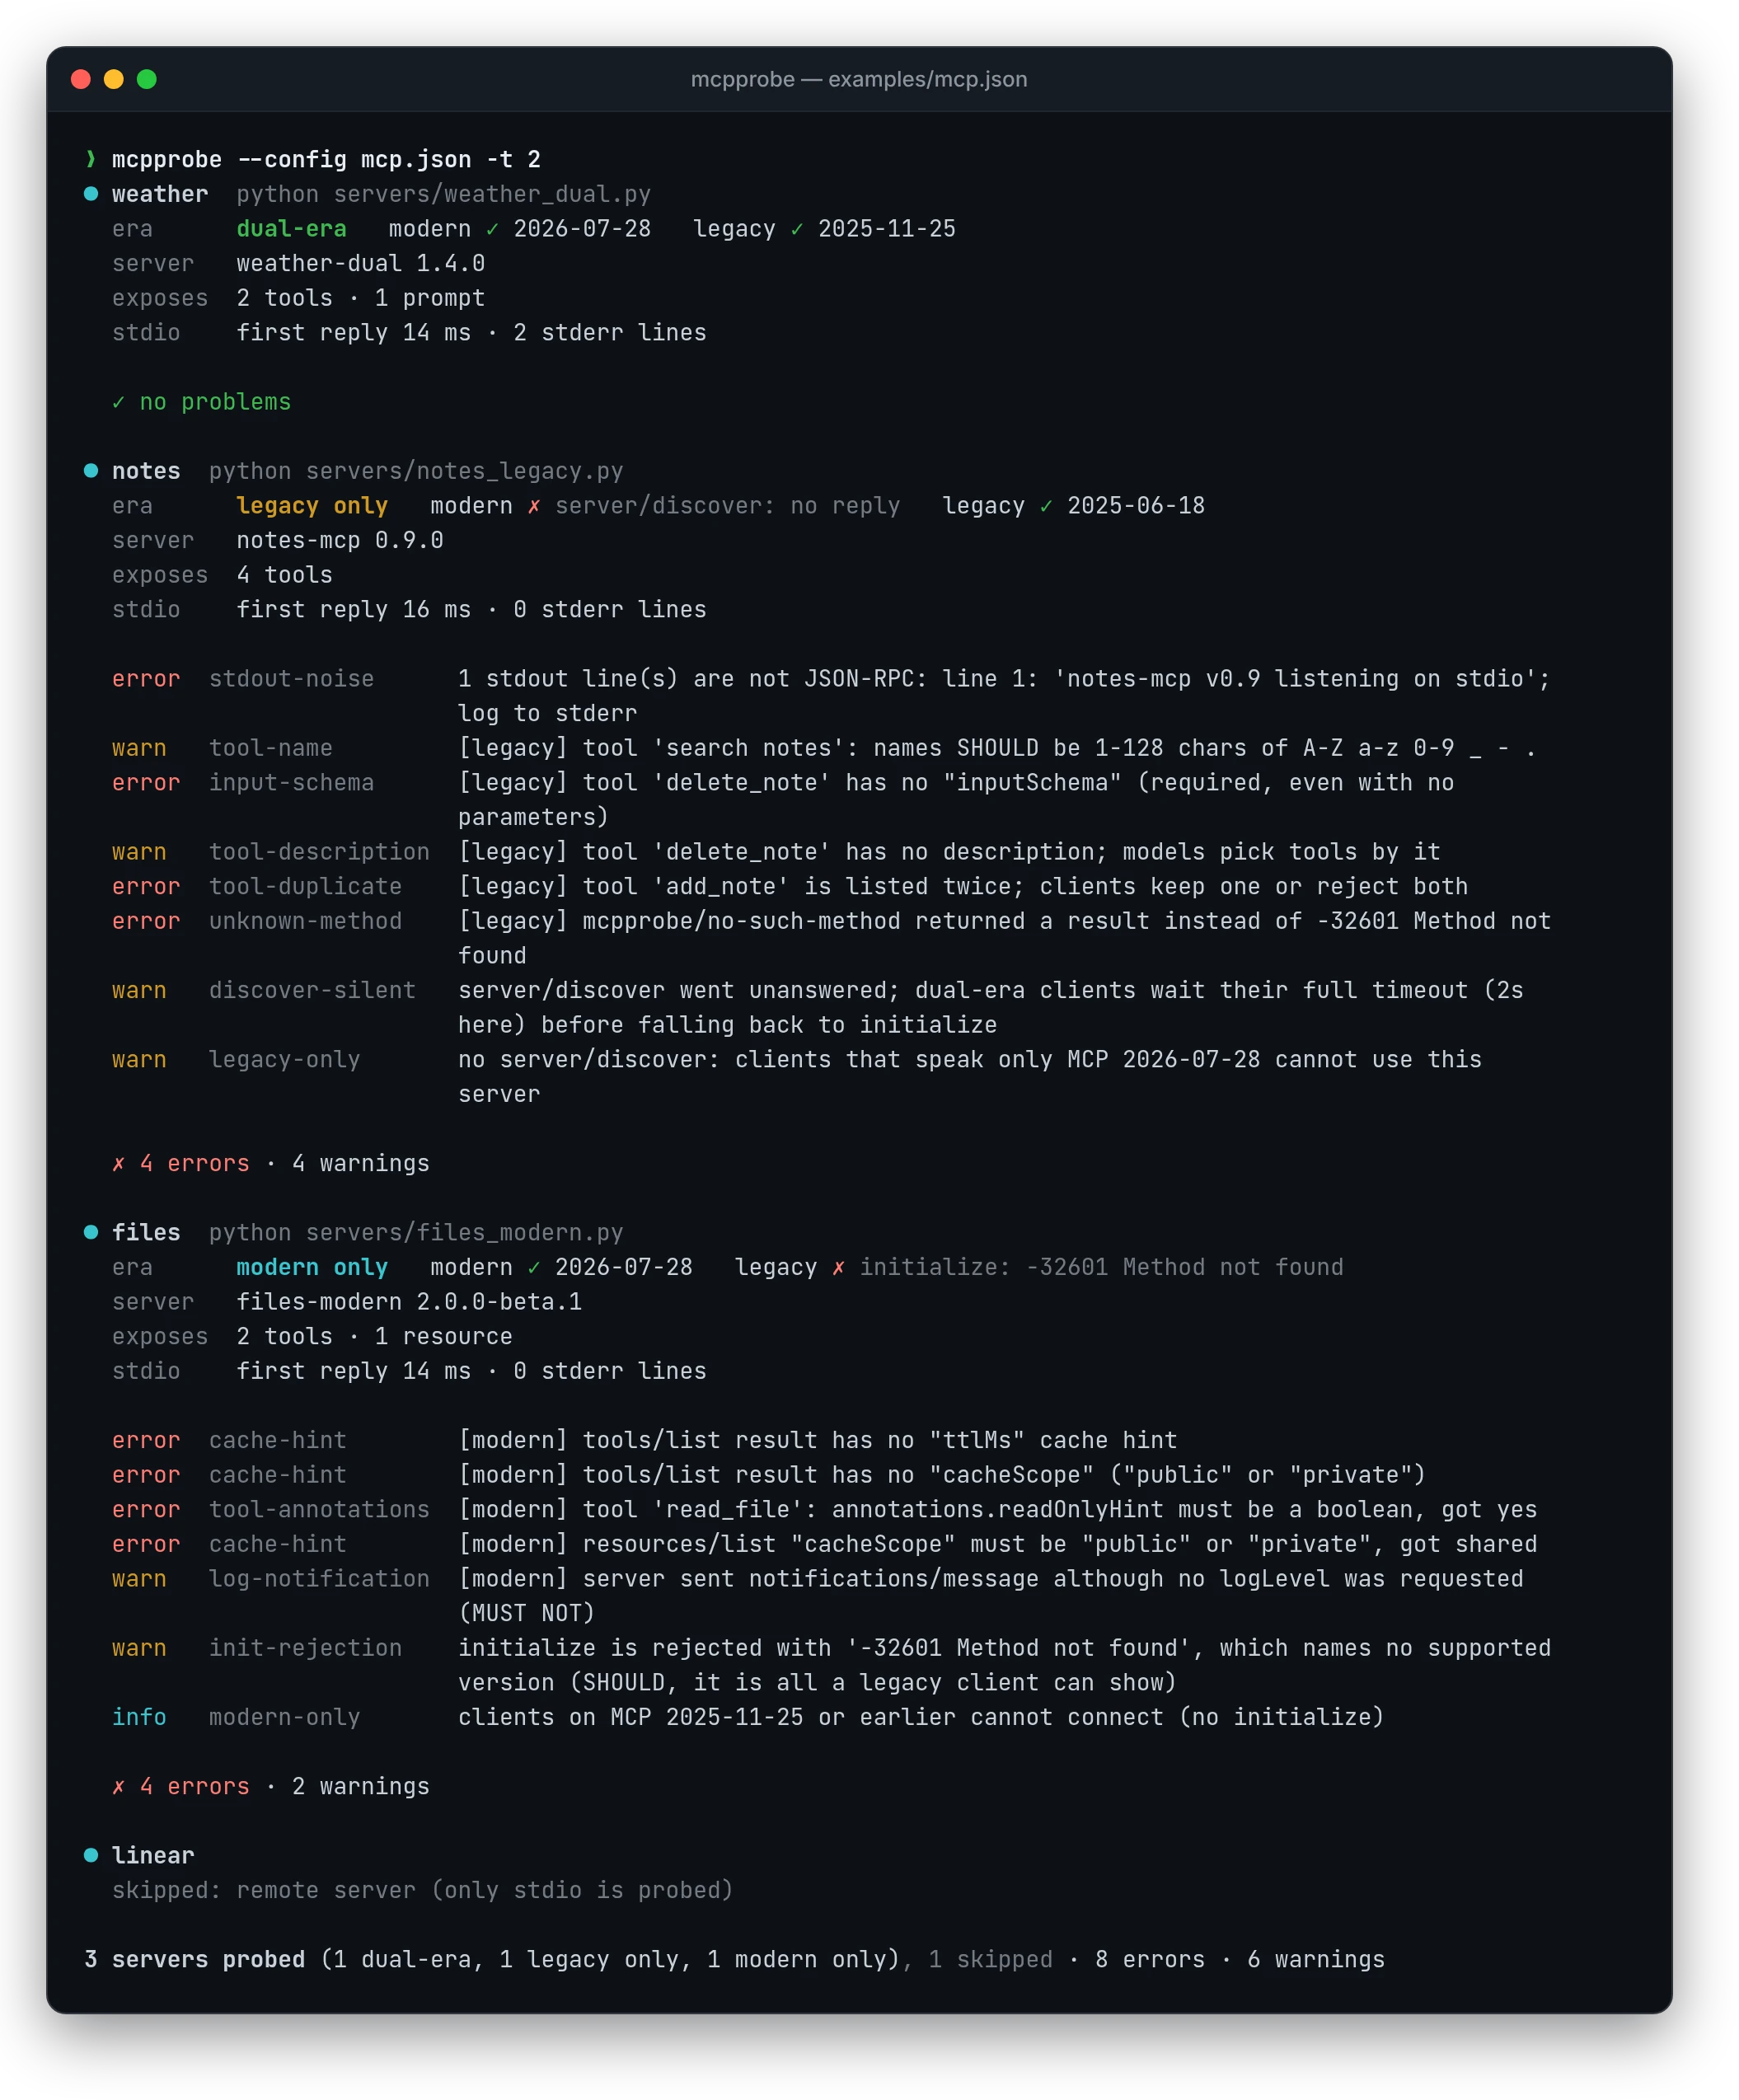 mcpprobe — examples/mcp.json
❯ mcpprobe --config mcp.json -t 2
● weather  python servers/weather_dual.py
era      dual-era   modern ✓ 2026-07-28   legacy ✓ 2025-11-25
server   weather-dual 1.4.0
exposes  2 tools · 1 prompt
stdio    first reply 14 ms · 2 stderr lines
✓ no problems
● notes  python servers/notes_legacy.py
era      legacy only   modern ✗ server/discover: no reply   legacy ✓ 2025-06-18
server   notes-mcp 0.9.0
exposes  4 tools
stdio    first reply 16 ms · 0 stderr lines
error  stdout-noise      1 stdout line(s) are not JSON-RPC: line 1: 'notes-mcp v0.9 listening on stdio';
log to stderr
warn   tool-name         [legacy] tool 'search notes': names SHOULD be 1-128 chars of A-Z a-z 0-9 _ - .
error  input-schema      [legacy] tool 'delete_note' has no "inputSchema" (required, even with no
parameters)
warn   tool-description  [legacy] tool 'delete_note' has no description; models pick tools by it
error  tool-duplicate    [legacy] tool 'add_note' is listed twice; clients keep one or reject both
error  unknown-method    [legacy] mcpprobe/no-such-method returned a result instead of -32601 Method not
found
warn   discover-silent   server/discover went unanswered; dual-era clients wait their full timeout (2s
here) before falling back to initialize
warn   legacy-only       no server/discover: clients that speak only MCP 2026-07-28 cannot use this
server
✗ 4 errors · 4 warnings
● files  python servers/files_modern.py
era      modern only   modern ✓ 2026-07-28   legacy ✗ initialize: -32601 Method not found
server   files-modern 2.0.0-beta.1
exposes  2 tools · 1 resource
stdio    first reply 14 ms · 0 stderr lines
error  cache-hint        [modern] tools/list result has no "ttlMs" cache hint
error  cache-hint        [modern] tools/list result has no "cacheScope" ("public" or "private")
error  tool-annotations  [modern] tool 'read_file': annotations.readOnlyHint must be a boolean, got yes
error  cache-hint        [modern] resources/list "cacheScope" must be "public" or "private", got shared
warn   log-notification  [modern] server sent notifications/message although no logLevel was requested
(MUST NOT)
warn   init-rejection    initialize is rejected with '-32601 Method not found', which names no supported
version (SHOULD, it is all a legacy client can show)
info   modern-only       clients on MCP 2025-11-25 or earlier cannot connect (no initialize)
✗ 4 errors · 2 warnings
● linear
skipped: remote server (only stdio is probed)
3 servers probed (1 dual-era, 1 legacy only, 1 modern only), 1 skipped · 8 errors · 6 warnings